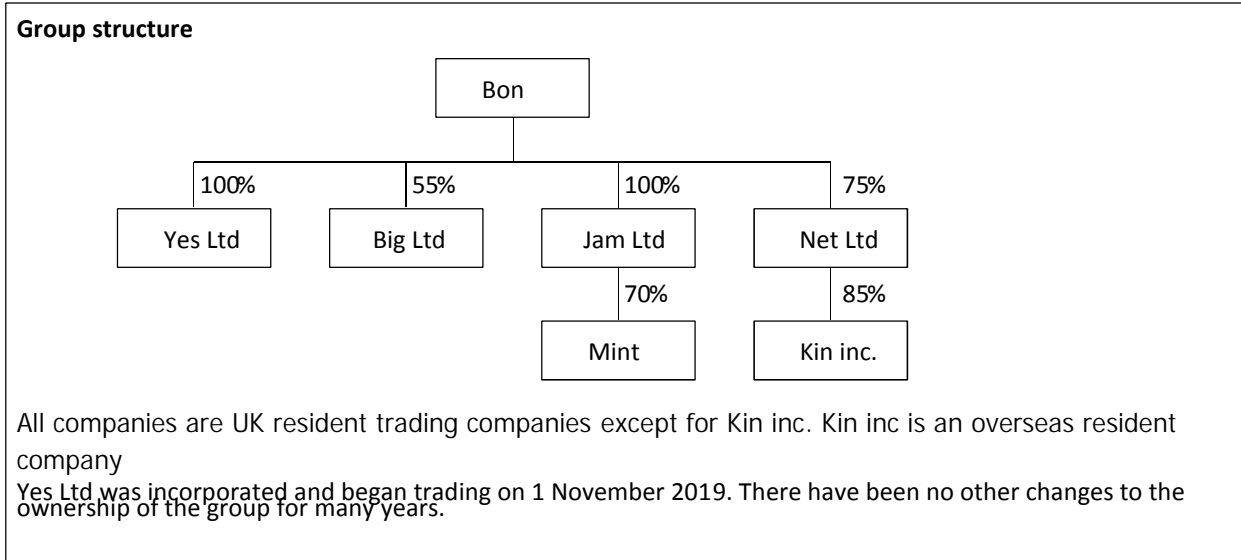 Group structure
Bon
100% 55% 100% 75%
Yes Ltd Big Ltd Jam Ltd Net Ltd
70% 85%
Mint Kin inc.
All companies are UK resident trading companies except for Kin inc. Kin inc is an overseas resident
company
Yes Ltd was incorporated and began trading on 1 November 2019. There have been no other changes to the
ownership of the group for many years.